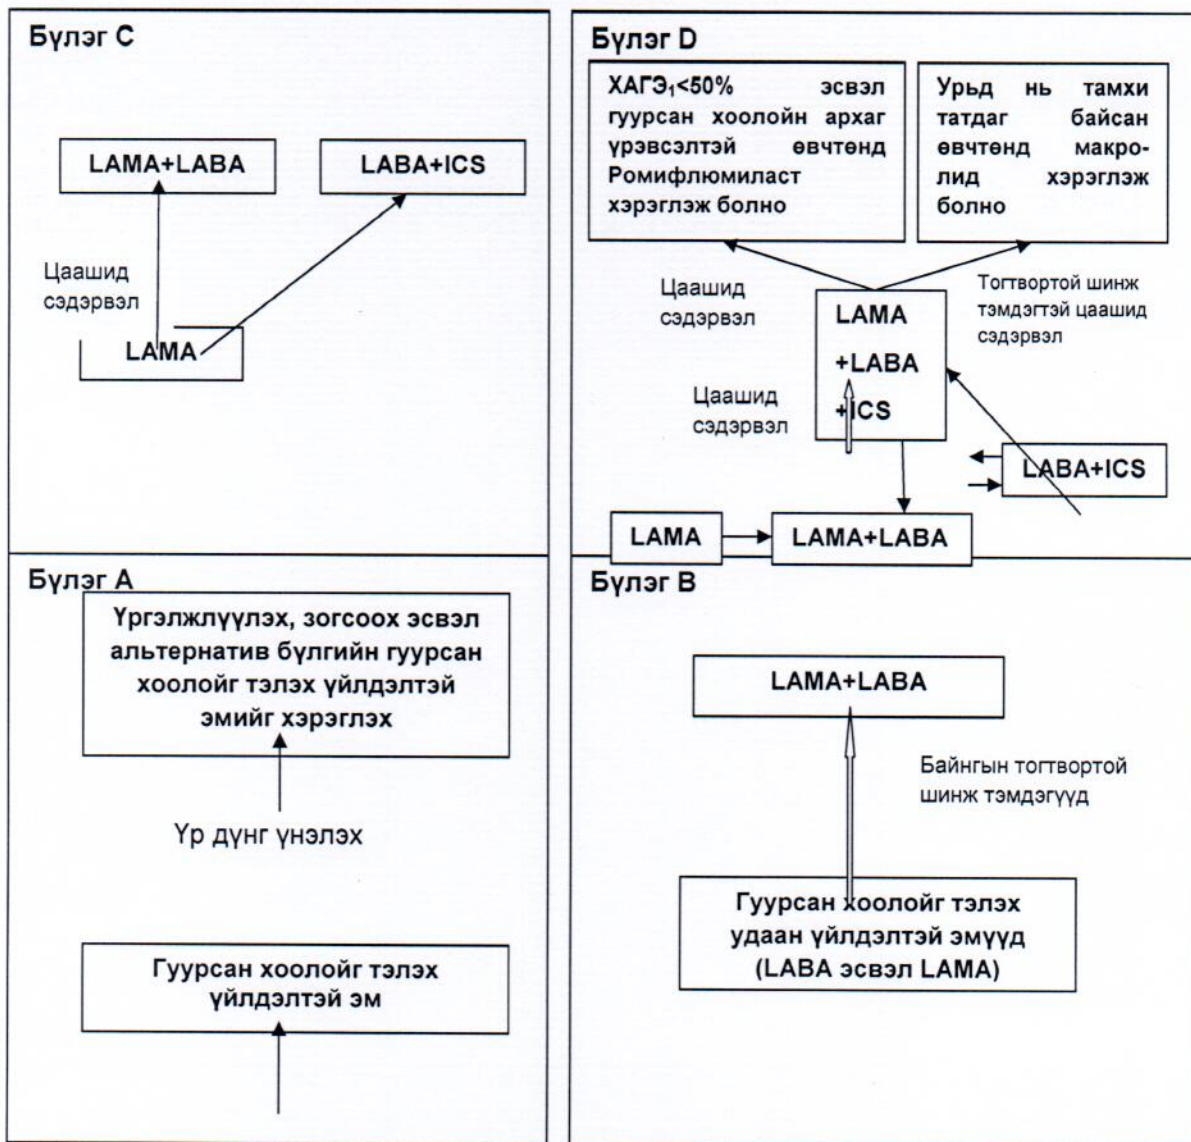 Бүлэг C
LAMA+LABA
LABA+ICS
Цаашид
сэдэрвэл
LAMA
Бүлэг D
ХАГЭ₁<50% эсвэл
гуурсан хоолойн архаг
үрэвсэлтэй өвчтөнд
Ромифлюмиласт
хэрэглэж болно
Урьд нь тамхи
татдаг байсан
өвчтөнд макро-
лид хэрэглэж
болно
Цаашид
сэдэрвэл
LAMA
+LABA
+ICS
Тогтвортой шинж
тэмдэгтэй цаашид
сэдэрвэл
Цаашид
сэдэрвэл
LABA+ICS
LAMA
LAMA+LABA
Бүлэг A
Үргэлжлүүлэх, зогсоох эсвэл
альтернатив бүлгийн гуурсан
хоолойг тэлэх үйлдэлтэй
эмийг хэрэглэх
Үр дүнг үнэлэх
Гуурсан хоолойг тэлэх
үйлдэлтэй эм
Бүлэг B
LAMA+LABA
Байнгын тогтвортой
шинж тэмдэгүүд
Гуурсан хоолойг тэлэх
удаан үйлдэлтэй эмүүд
(LABA эсвэл LAMA)